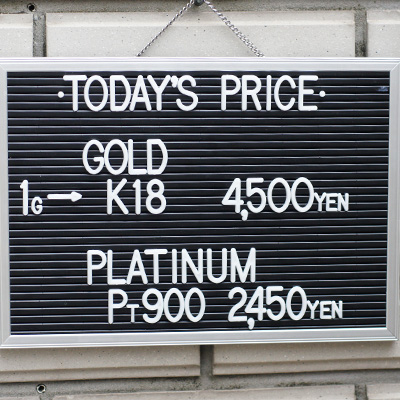 ·TODAY'S PRICE·
GOLD
1G→ K18 4,500YEN
PLATINUM
PT900 2,450YEN